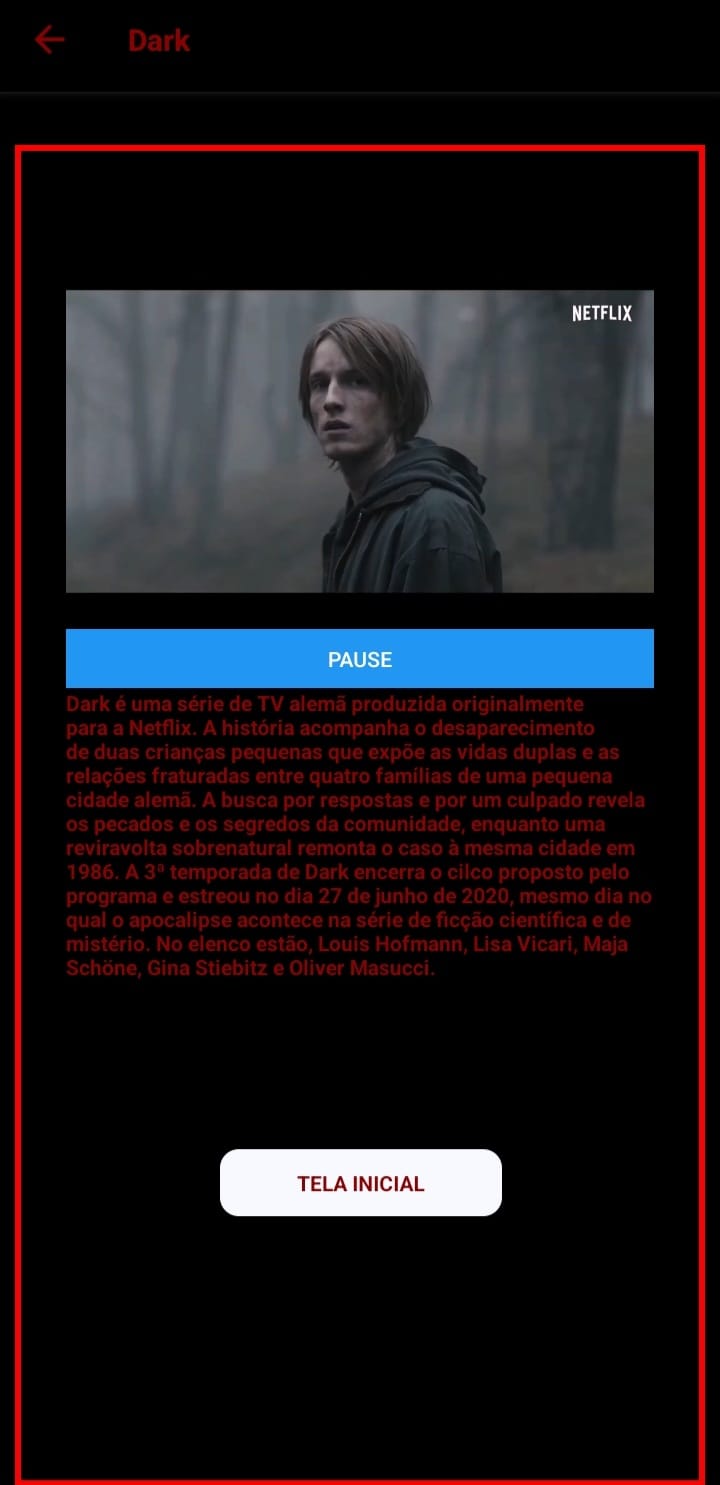 Dark
NETFLIX
PAUSE
Dark é uma série de TV alemã produzida originalmente
para a Netflix. A história acompanha o desaparecimento
de duas crianças pequenas que expõe as vidas duplas e as
relações fraturadas entre quatro famílias de uma pequena
cidade alemã. A busca por respostas e por um culpado revela
os pecados e os segredos da comunidade, enquanto uma
reviravolta sobrenatural remonta o caso à mesma cidade em
1986. A 3ª temporada de Dark encerra o cilco proposto pelo
programa e estreou no dia 27 de junho de 2020, mesmo dia no
qual o apocalipse acontece na série de ficção científica e de
mistério. No elenco estão, Louis Hofmann, Lisa Vicari, Maja
Schöne, Gina Stiebitz e Oliver Masucci.
TELA INICIAL